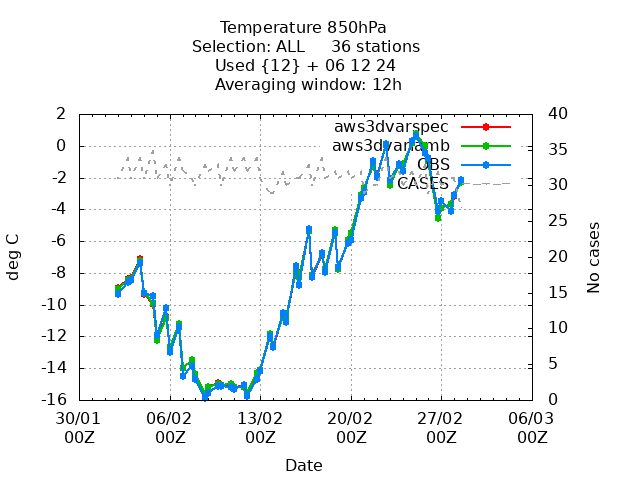 Temperature 850hPa
Selection: ALL 36 stations
Used {12} + 06 12 24
Averaging window: 12h
aws3dvarspec
aws3dvarlamb
OBS
CASES
2
0
-2
-4
-6
-8
-10
-12
-14
-16
40
35
30
25
20
15
10
5
0
deg C
No cases
30/01 06/02 13/02 20/02 27/02 06/03
00Z 00Z 00Z 00Z 00Z 00Z
Date